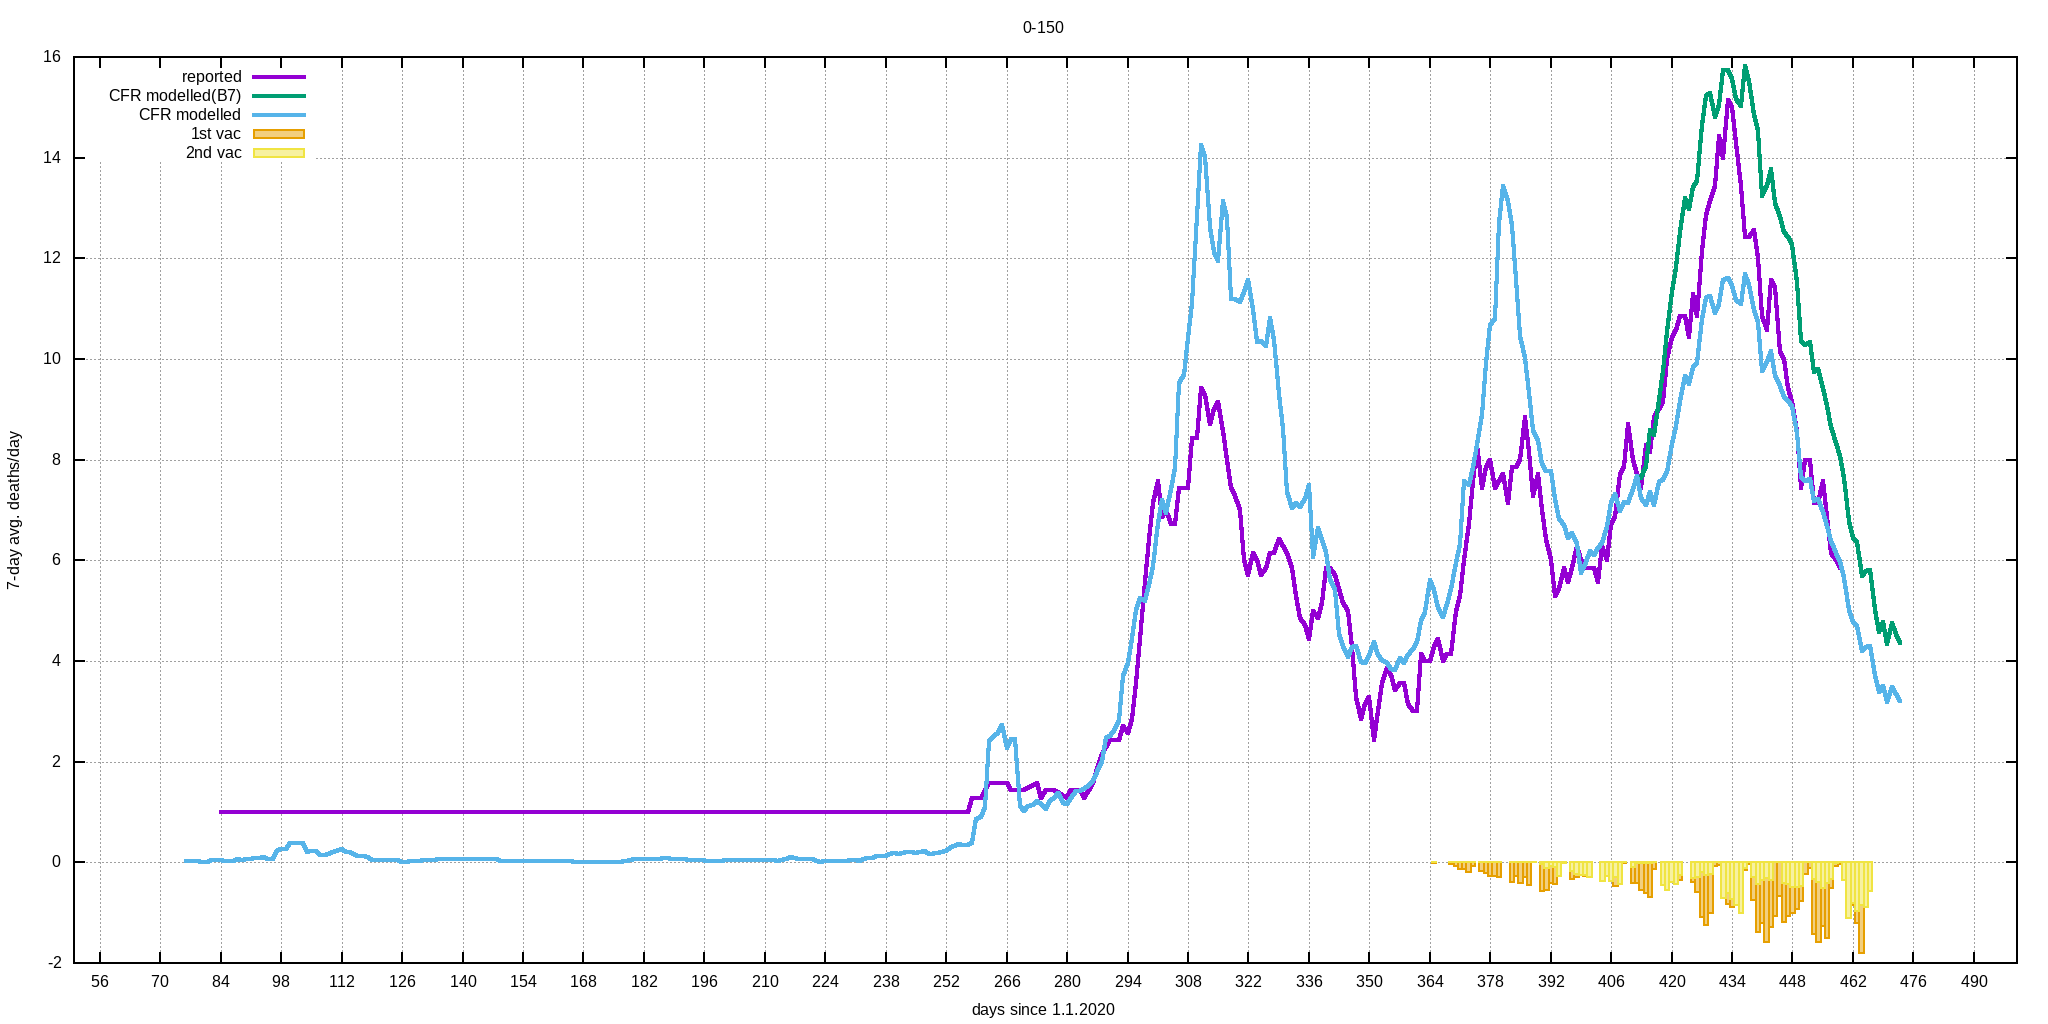 0-150
reported
CFR modelled(B7)
CFR modelled
1st vac
2nd vac
7-day avg. deaths/day
16
14
12
10
8
6
4
2
0
-2
56 70 84 98 112 126 140 154 168 182 196 210 224 238 252 266 280 294 308 322 336 350 364 378 392 406 420 434 448 462 476 490
days since 1.1.2020